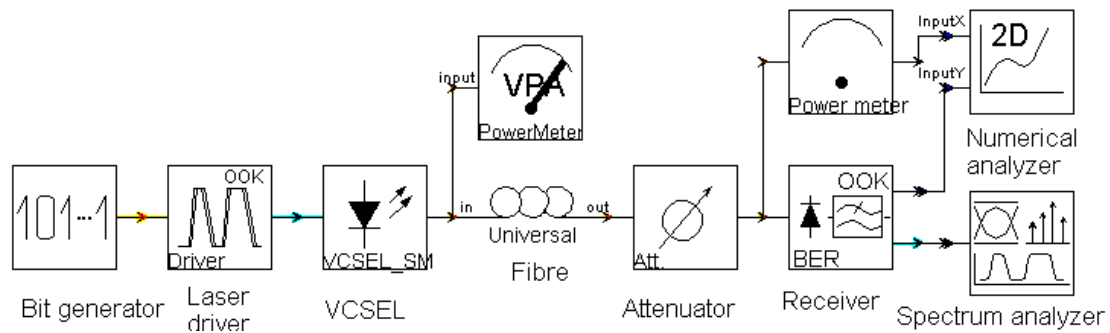 InputX
2D
InputY
input
VPA
PowerMeter
Power meter
Numerical
analyzer
101...1
OOK
Driver
VCSEL_SM
in
out
Universal
Att.
OOK
BER
Fibre
Bit generator
Laser
driver
VCSEL
Attenuator
Receiver
Spectrum analyzer